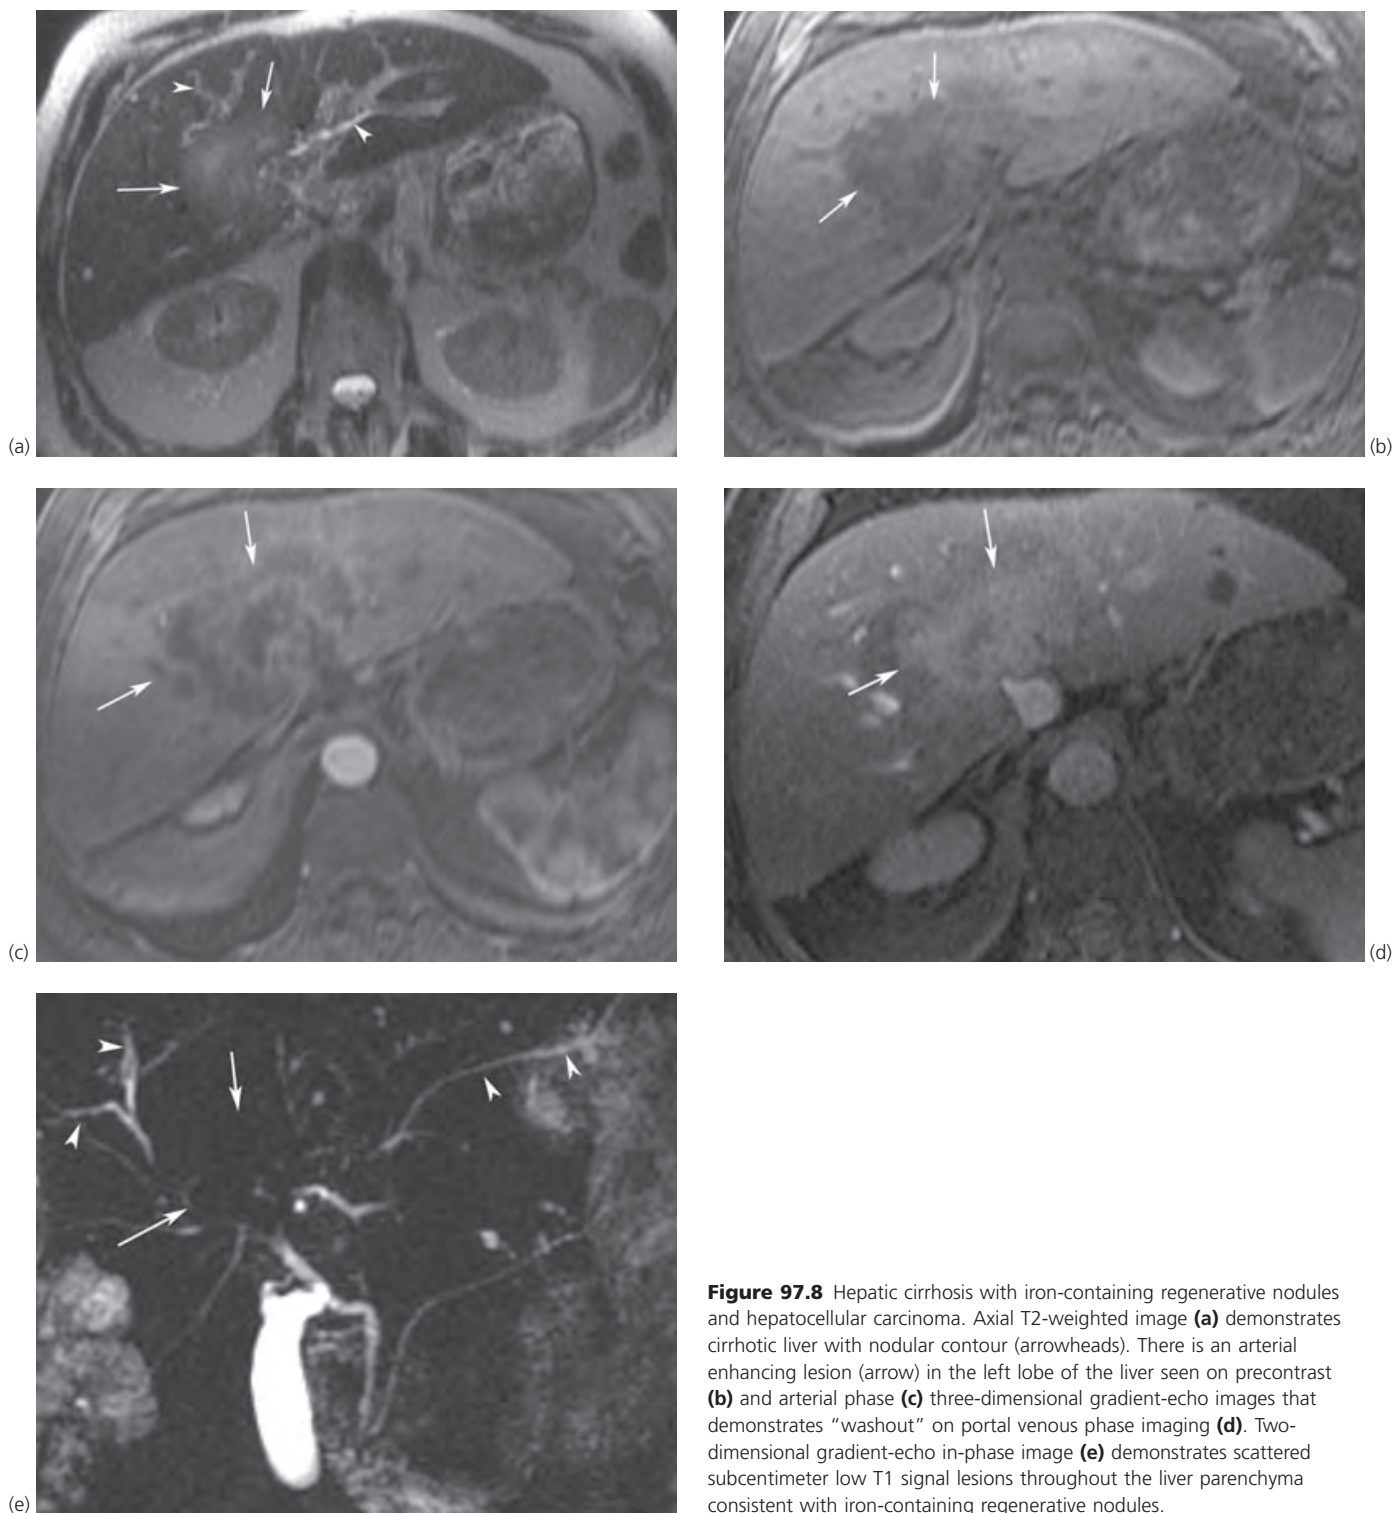 (a)
(b)
(c)
(d)
(e)
Figure 97.8 Hepatic cirrhosis with iron-containing regenerative nodules
and hepatocellular carcinoma. Axial T2-weighted image (a) demonstrates
cirrhotic liver with nodular contour (arrowheads). There is an arterial
enhancing lesion (arrow) in the left lobe of the liver seen on precontrast
(b) and arterial phase (c) three-dimensional gradient-echo images that
demonstrates “washout” on portal venous phase imaging (d). Two-
dimensional gradient-echo in-phase image (e) demonstrates scattered
subcentimeter low T1 signal lesions throughout the liver parenchyma
consistent with iron-containing regenerative nodules.